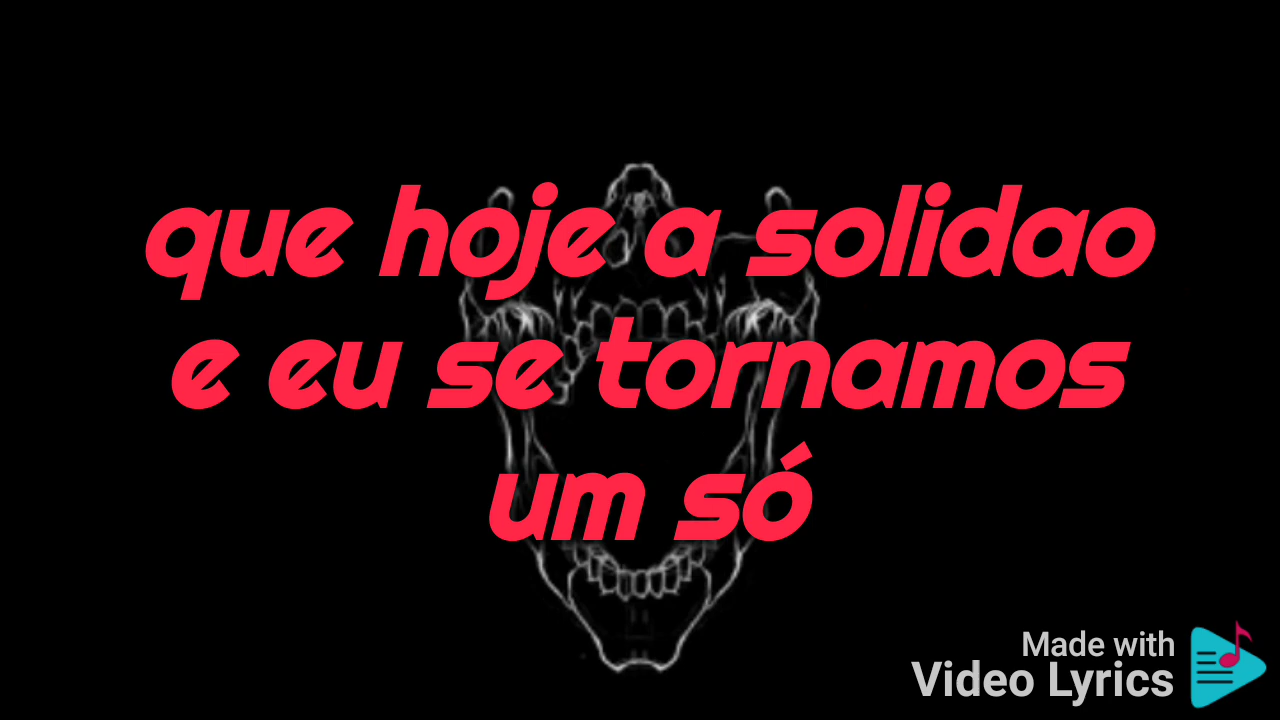 que hoje a solidao
e eu se tornamos
um só
Made with
Video Lyrics